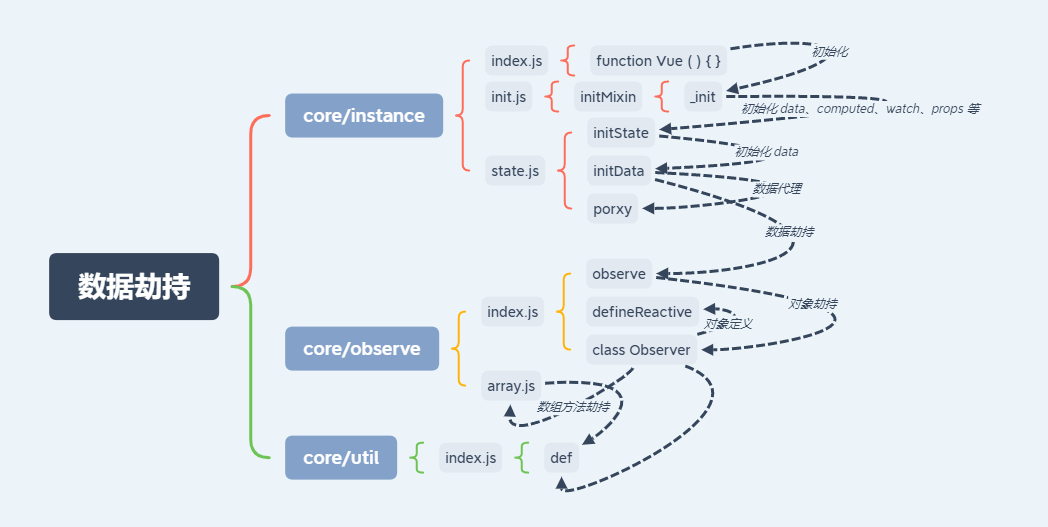 数据劫持
core/instance
index.js
function Vue ( ) { }
初始化
init.js
initMixin
_init
初始化 data、computed、watch、props 等
state.js
initState
初始化 data
initData
数据代理
porxy
数据劫持
core/observe
index.js
observe
对象劫持
defineReactive
对象定义
class Observer
array.js
数组方法劫持
core/util
index.js
def